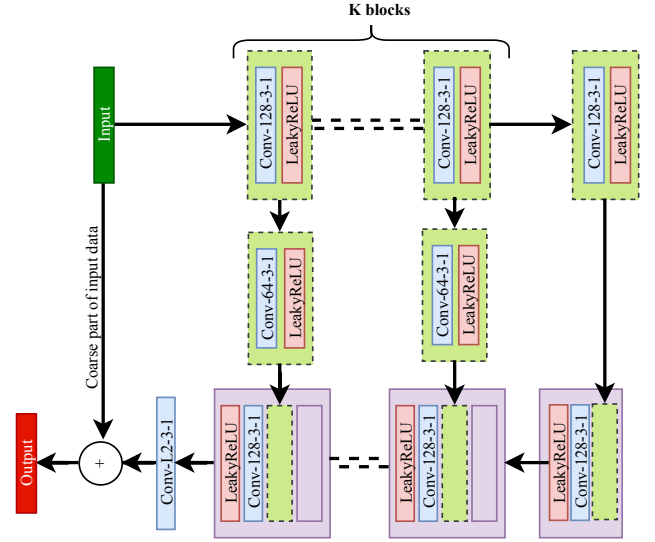 K blocks
Input
Conv-128-3-1
LeakyReLU
Conv-128-3-1
LeakyReLU
Conv-128-3-1
LeakyReLU
Coarse part of input data
Conv-64-3-1
LeakyReLU
Conv-64-3-1
LeakyReLU
Output
+
Conv-L2-3-1
LeakyReLU
Conv-128-3-1
LeakyReLU
Conv-128-3-1
LeakyReLU
Conv-128-3-1